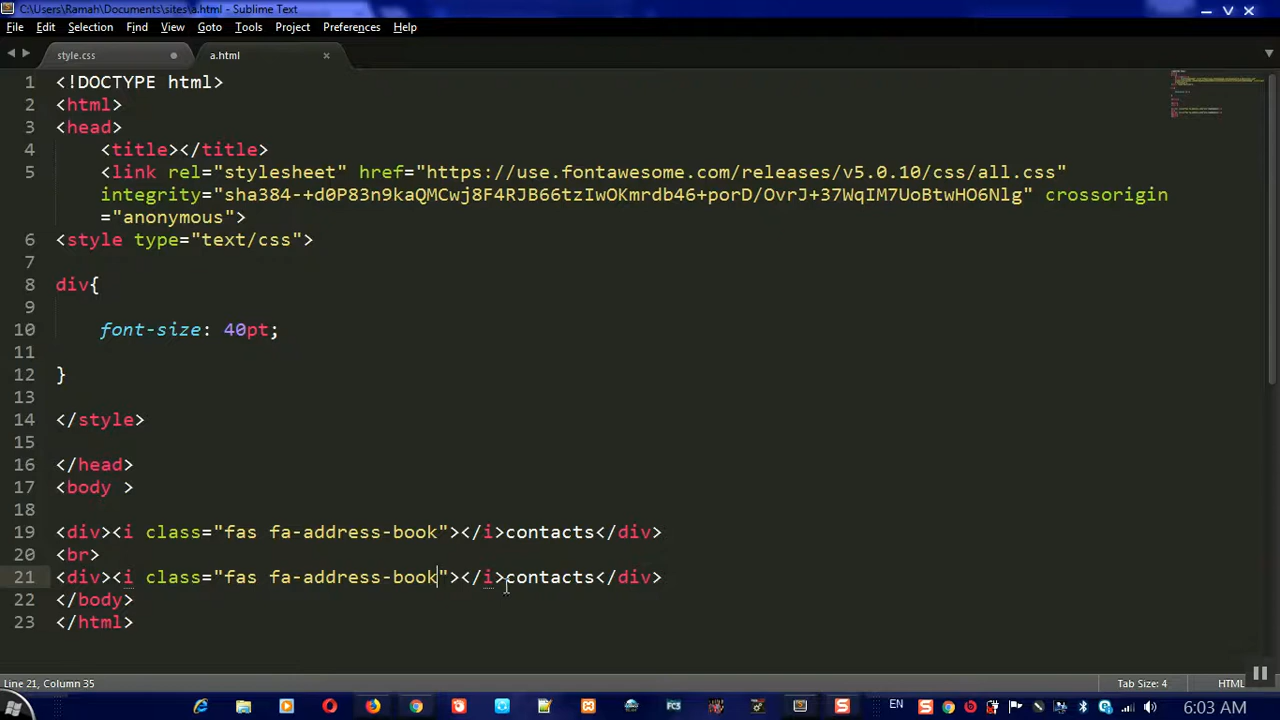 C:\Users\Ramah\Documents\sites\a.html - Sublime Text
File Edit Selection Find View Goto Tools Project Preferences Help
style.css a.html
1 <!DOCTYPE html>
2 <html>
3 <head>
4 <title></title>
5 <link rel="stylesheet" href="https://use.fontawesome.com/releases/v5.0.10/css/all.css"
integrity="sha384-+d0P83n9kaQMCwj8F4RJB66tzIwOKmrdb46+porD/OvrJ+37WqIM7UoBtwHO6Nlg" crossorigin
="anonymous">
6 <style type="text/css">
7
8 div{
9
10 font-size: 40pt;
11
12 }
13
14 </style>
15
16 </head>
17 <body >
18
19 <div><i class="fas fa-address-book"></i>contacts</div>
20 <br>
21 <div><i class="fas fa-address-book"></i>contacts</div>
22 </body>
23 </html>
Line 21, Column 35 Tab Size: 4 HTML
EN 6:03 AM